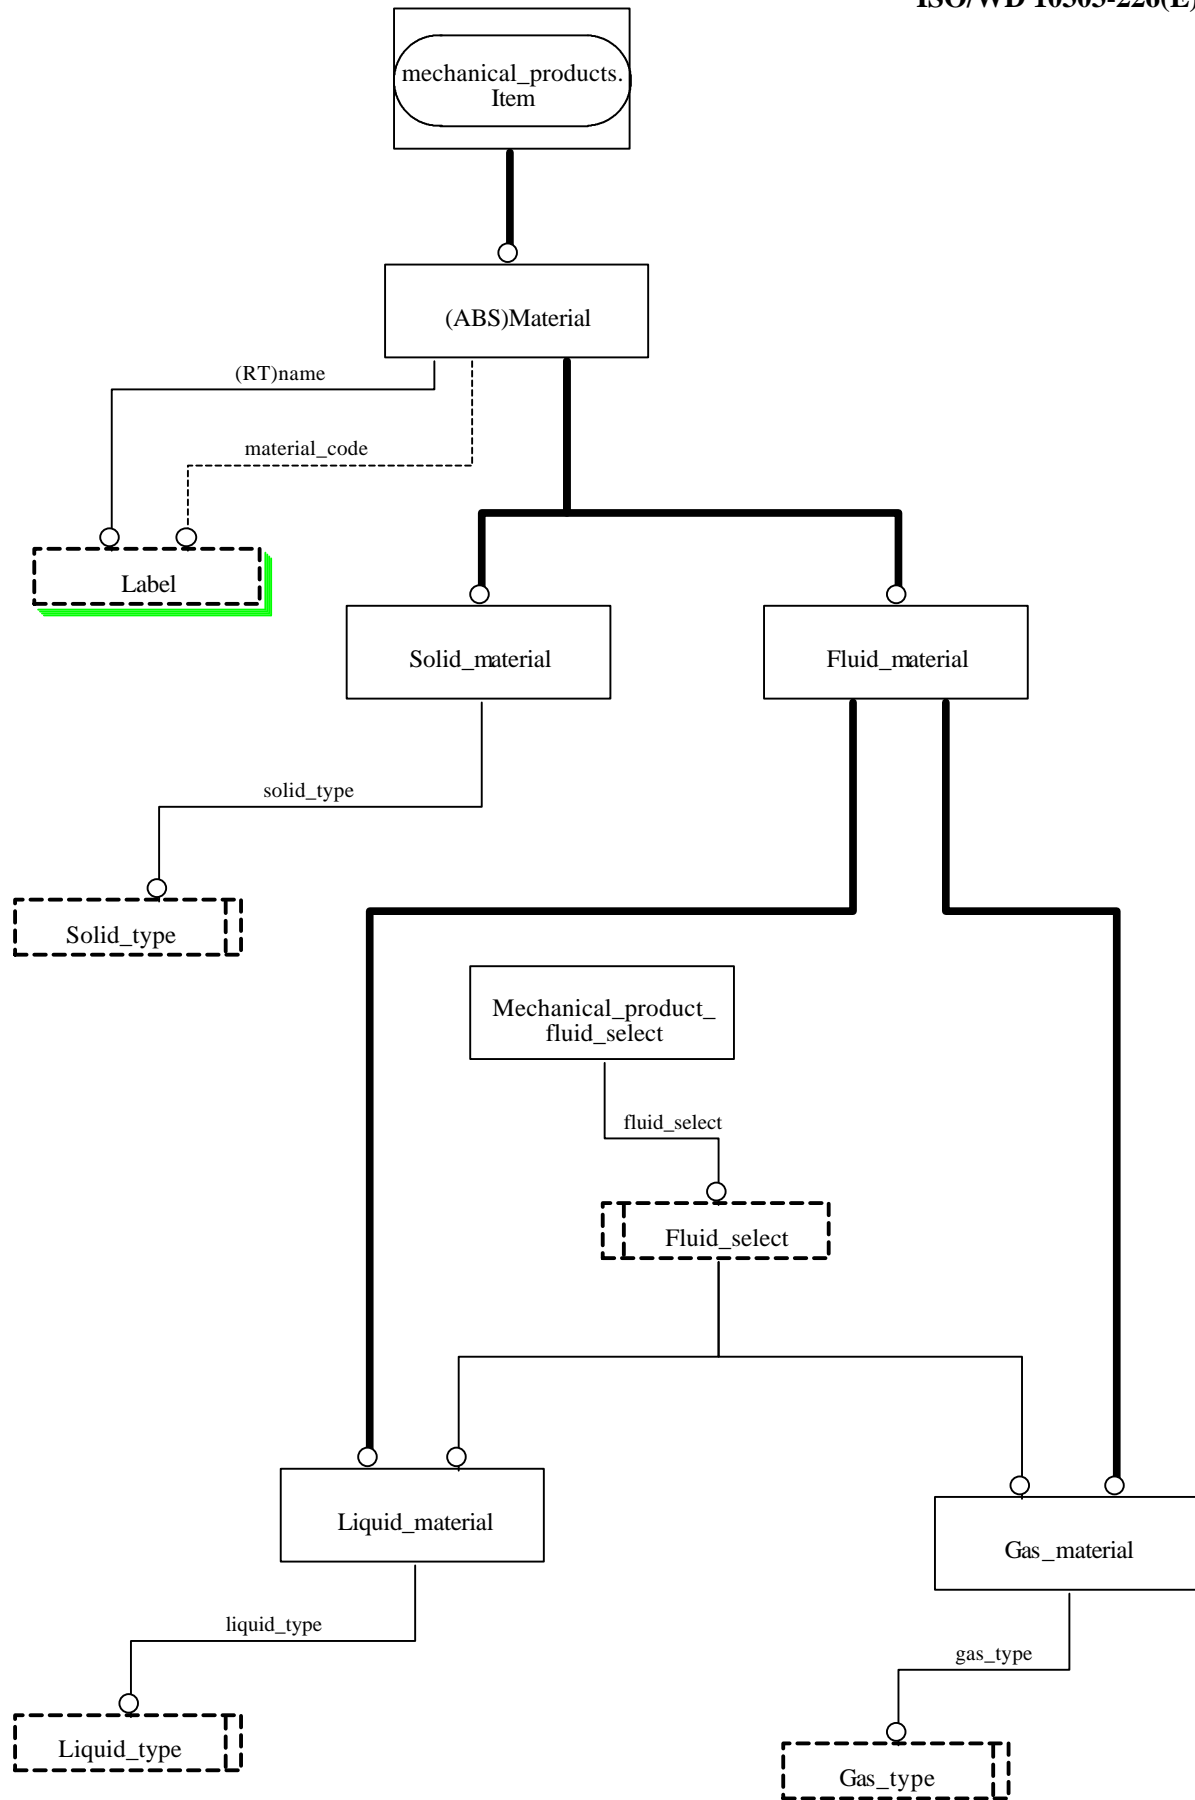 ISO/WD 10303-226(E)
mechanical_products.
Item
(ABS)Material
(RT)name
material_code
Label
Solid_material
Fluid_material
solid_type
Solid_type
Mechanical_product_
fluid_select
fluid_select
Fluid_select
Liquid_material
Gas_material
liquid_type
gas_type
Liquid_type
Gas_type